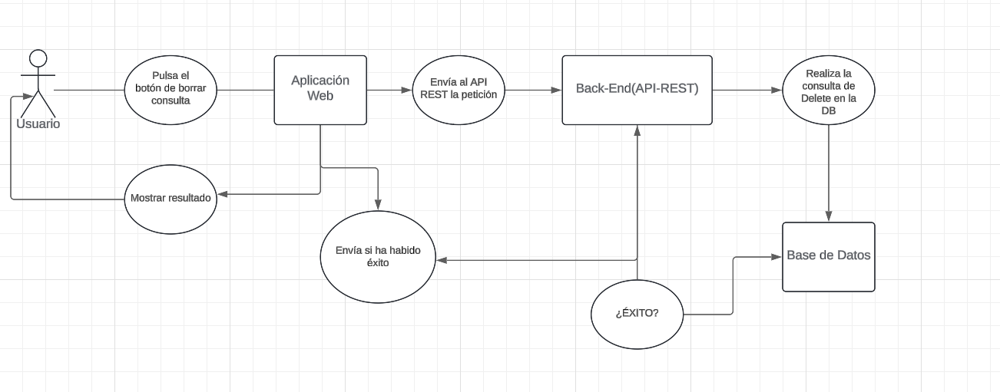 Pulsa el
botón de borrar
consulta
Aplicación
Web
Envía al API
REST la petición
Back-End(API-REST)
Realiza la
consulta de
Delete en la
DB
Usuario
Mostrar resultado
Envía si ha habido
éxito
Base de Datos
¿ÉXITO?